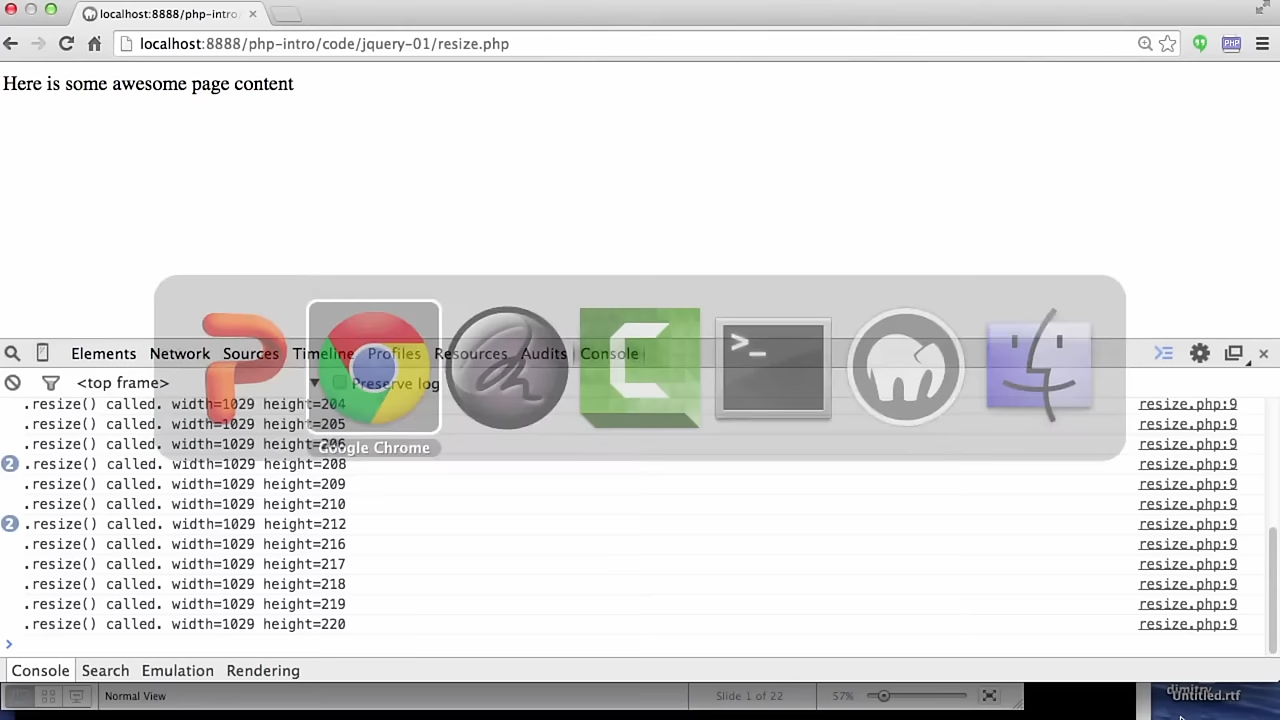 localhost:8888/php-intro
localhost:8888/php-intro/code/jquery-01/resize.php
PHP
Here is some awesome page content
Elements Network Sources Timeline Profiles Resources Audits Console
<top frame> Preserve log
.resize() called. width=1029 height=204 resize.php:9
.resize() called. width=1029 height=205 resize.php:9
.resize() called. width=1029 height=206 resize.php:9
Google Chrome
2 .resize() called. width=1029 height=208 resize.php:9
.resize() called. width=1029 height=209 resize.php:9
.resize() called. width=1029 height=210 resize.php:9
2 .resize() called. width=1029 height=212 resize.php:9
.resize() called. width=1029 height=216 resize.php:9
.resize() called. width=1029 height=217 resize.php:9
.resize() called. width=1029 height=218 resize.php:9
.resize() called. width=1029 height=219 resize.php:9
.resize() called. width=1029 height=220 resize.php:9
Console Search Emulation Rendering
Normal View Slide 1 of 22 57%
dimitry
Untitled.rtf